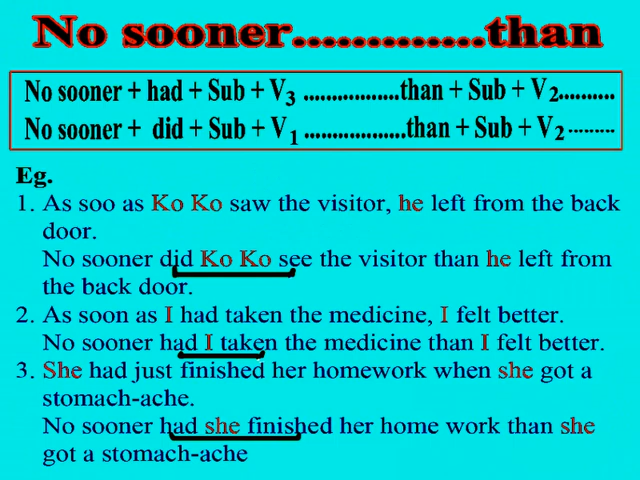 No sooner.............than
No sooner + had + Sub + V3 .................than + Sub + V2..........
No sooner + did + Sub + V1 ...................than + Sub + V2 .........
Eg.
1. As soo as Ko Ko saw the visitor, he left from the back
door.
No sooner did Ko Ko see the visitor than he left from
the back door.
2. As soon as I had taken the medicine, I felt better.
No sooner had I taken the medicine than I felt better.
3. She had just finished her homework when she got a
stomach-ache.
No sooner had she finished her home work than she
got a stomach-ache